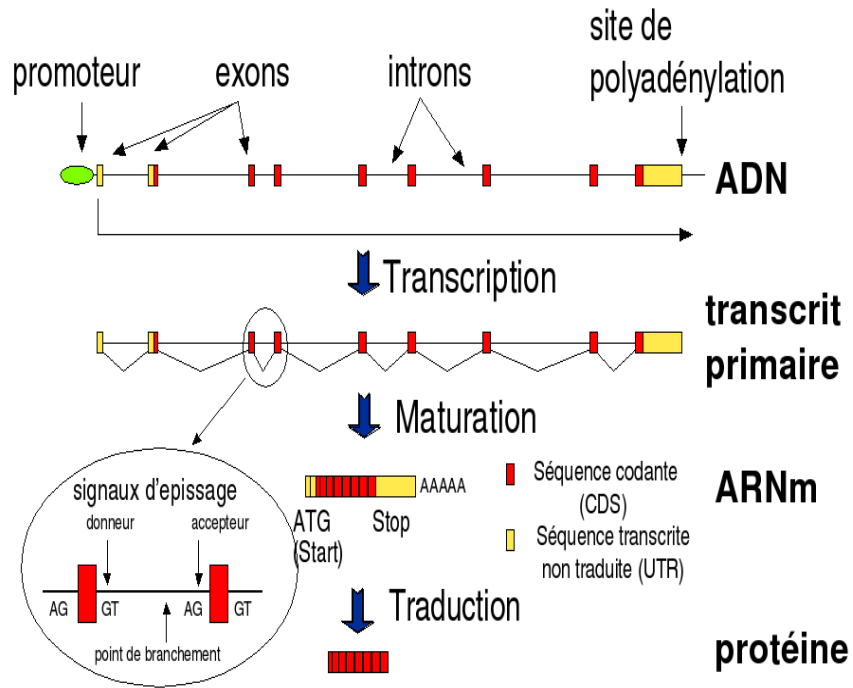 promoteur
exons
introns
site de
polyadénylation
ADN
Transcription
transcrit
primaire
Maturation
signaux d'epissage
donneur
accepteur
AG
GT
AG
GT
point de branchement
AAAAA
ATG
(Start)
Stop
Séquence codante
(CDS)
Séquence transcrite
non traduite (UTR)
ARNm
Traduction
protéine